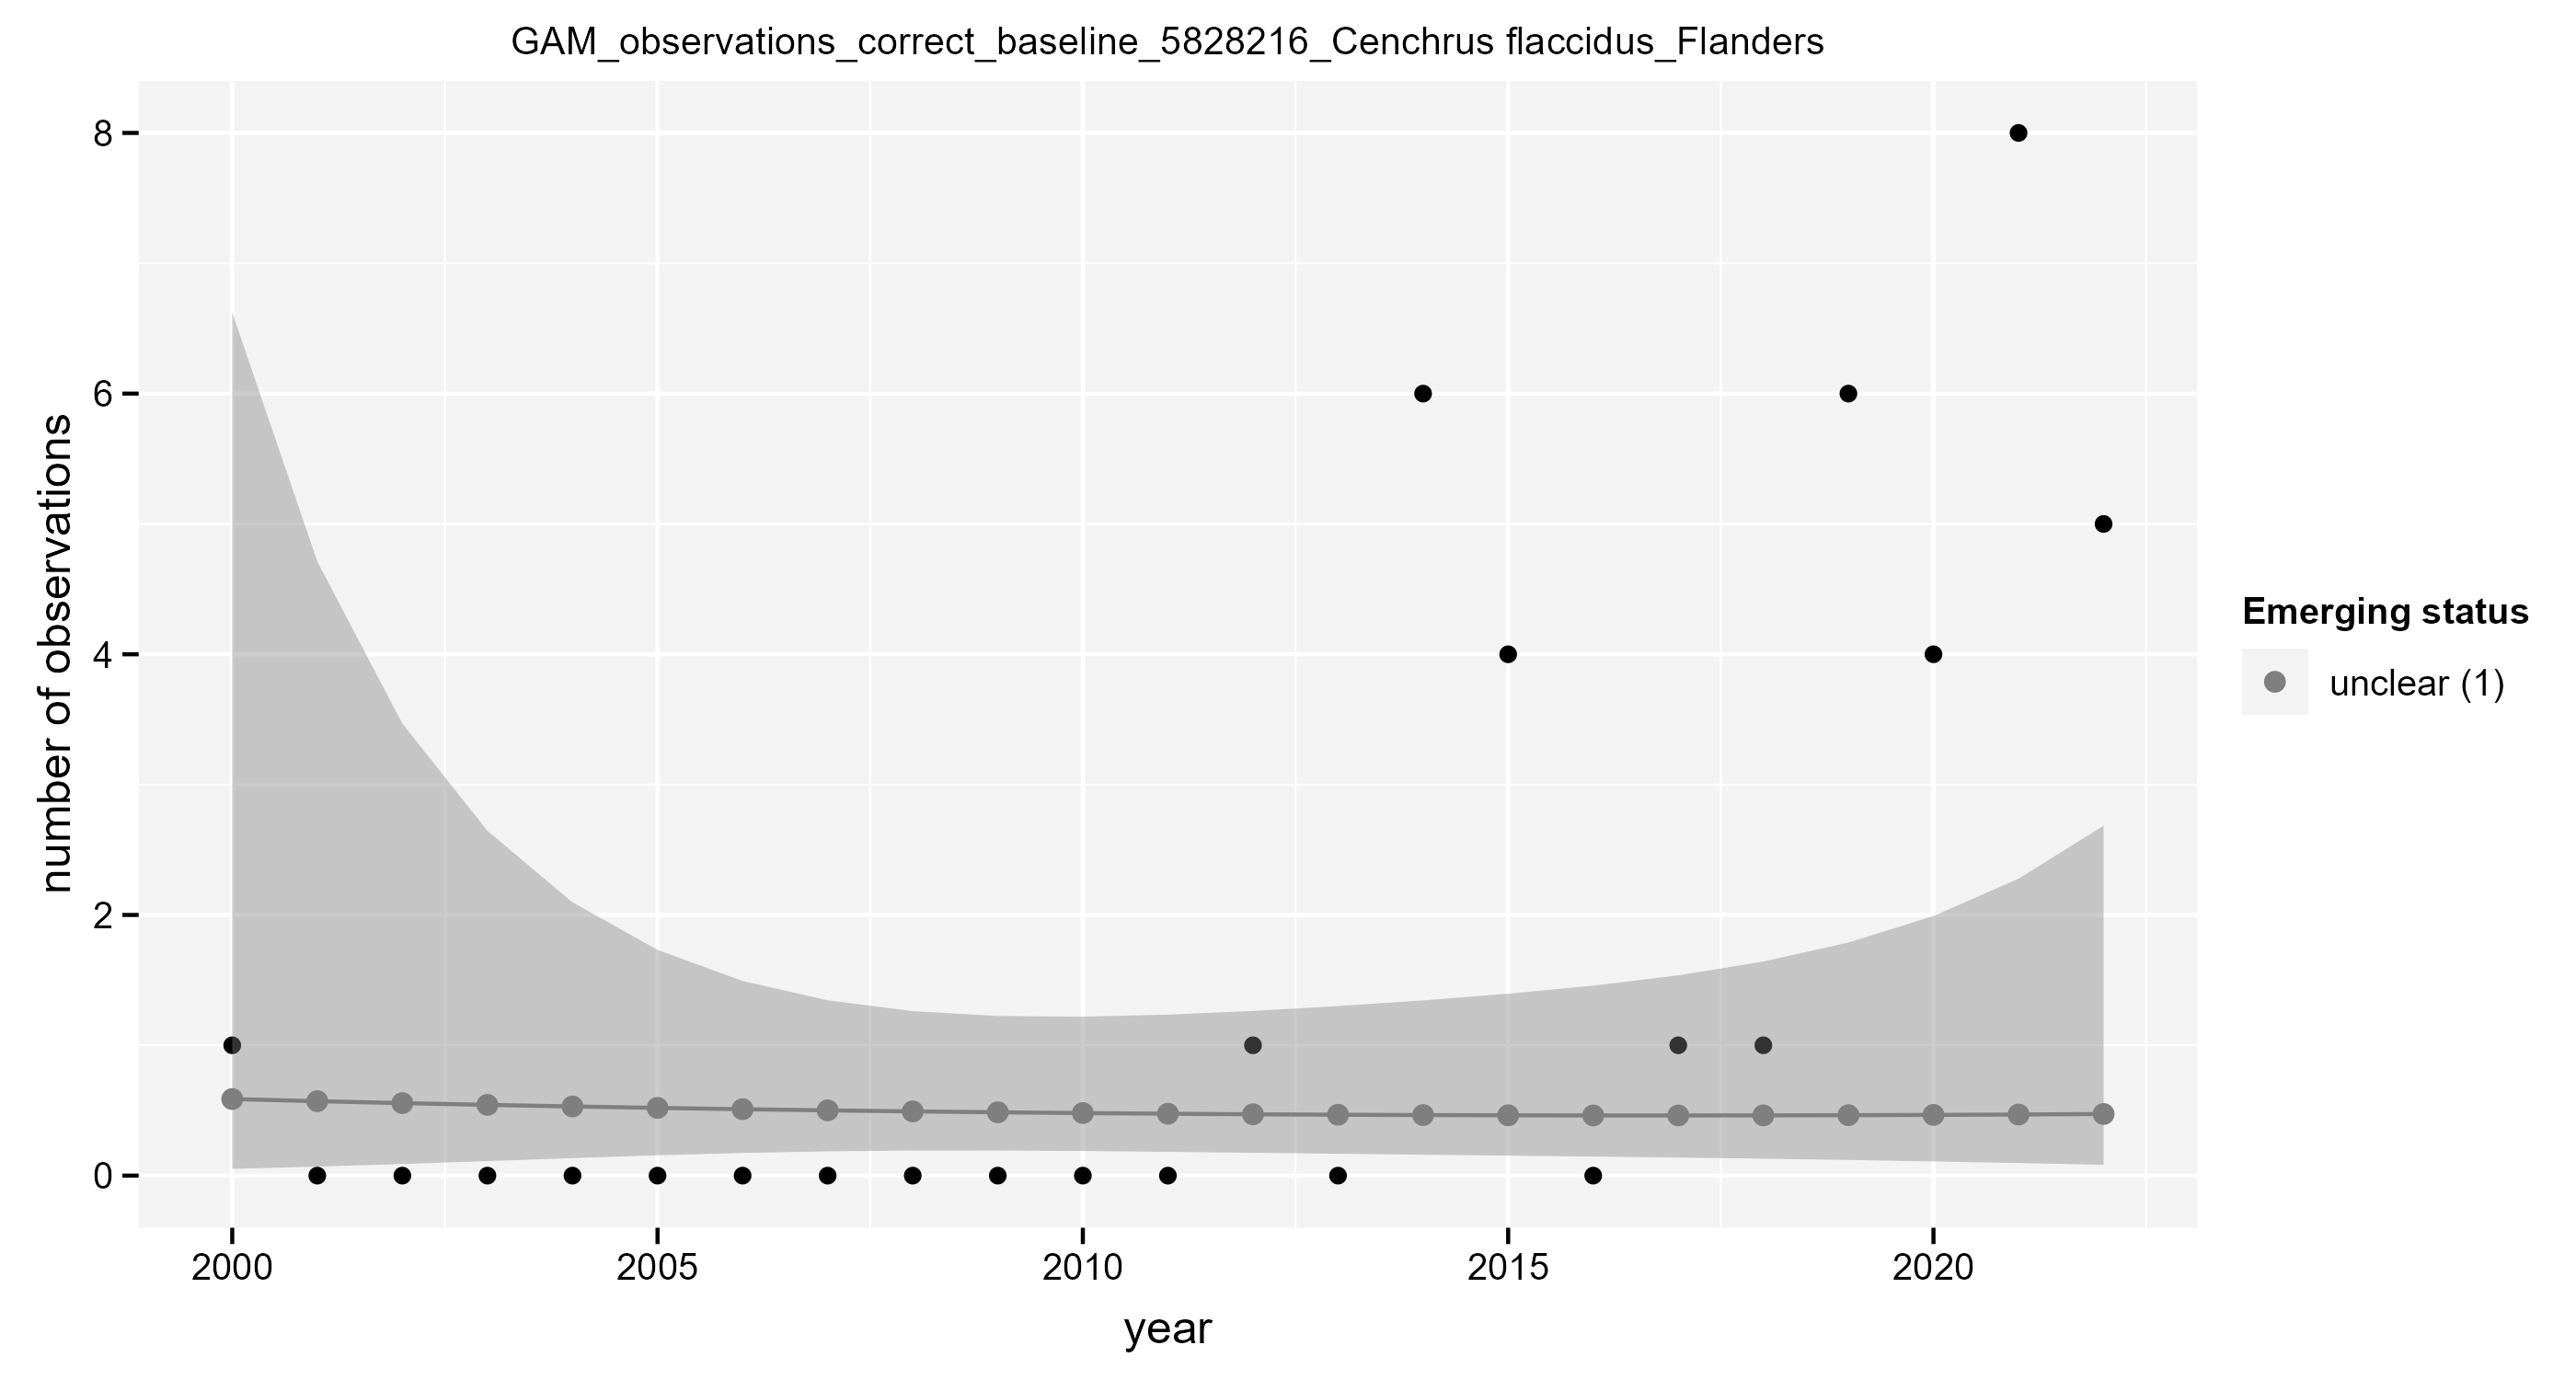 GAM_observations_correct_baseline_5828216_Cenchrus flaccidus_Flanders
number of observations
8
6
4
2
0
2000 2005 2010 2015 2020
year
Emerging status
unclear (1)